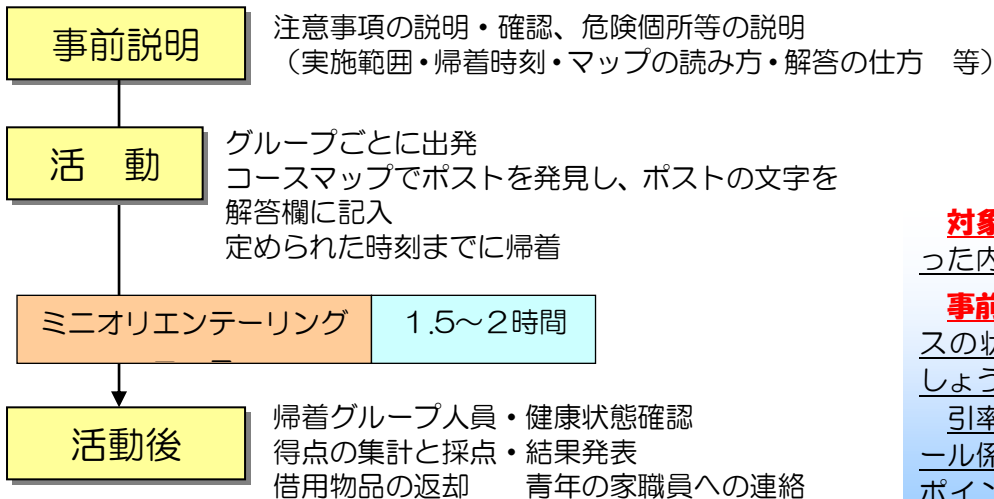 事前説明
注意事項の説明・確認、危険個所等の説明
（実施範囲・帰着時刻・マップの読み方・解答の仕方　等）
活　動
グループごとに出発
コースマップでポストを発見し、ポストの文字を
解答欄に記入
定められた時刻までに帰着
ミニオリエンテーリング
１.５～２時間
活動後
帰着グループ人員・健康状態確認
得点の集計と採点・結果発表
借用物品の返却　　青年の家職員への連絡
対象
った内
事前
スの状
しょう
引率
ール係
ポイン